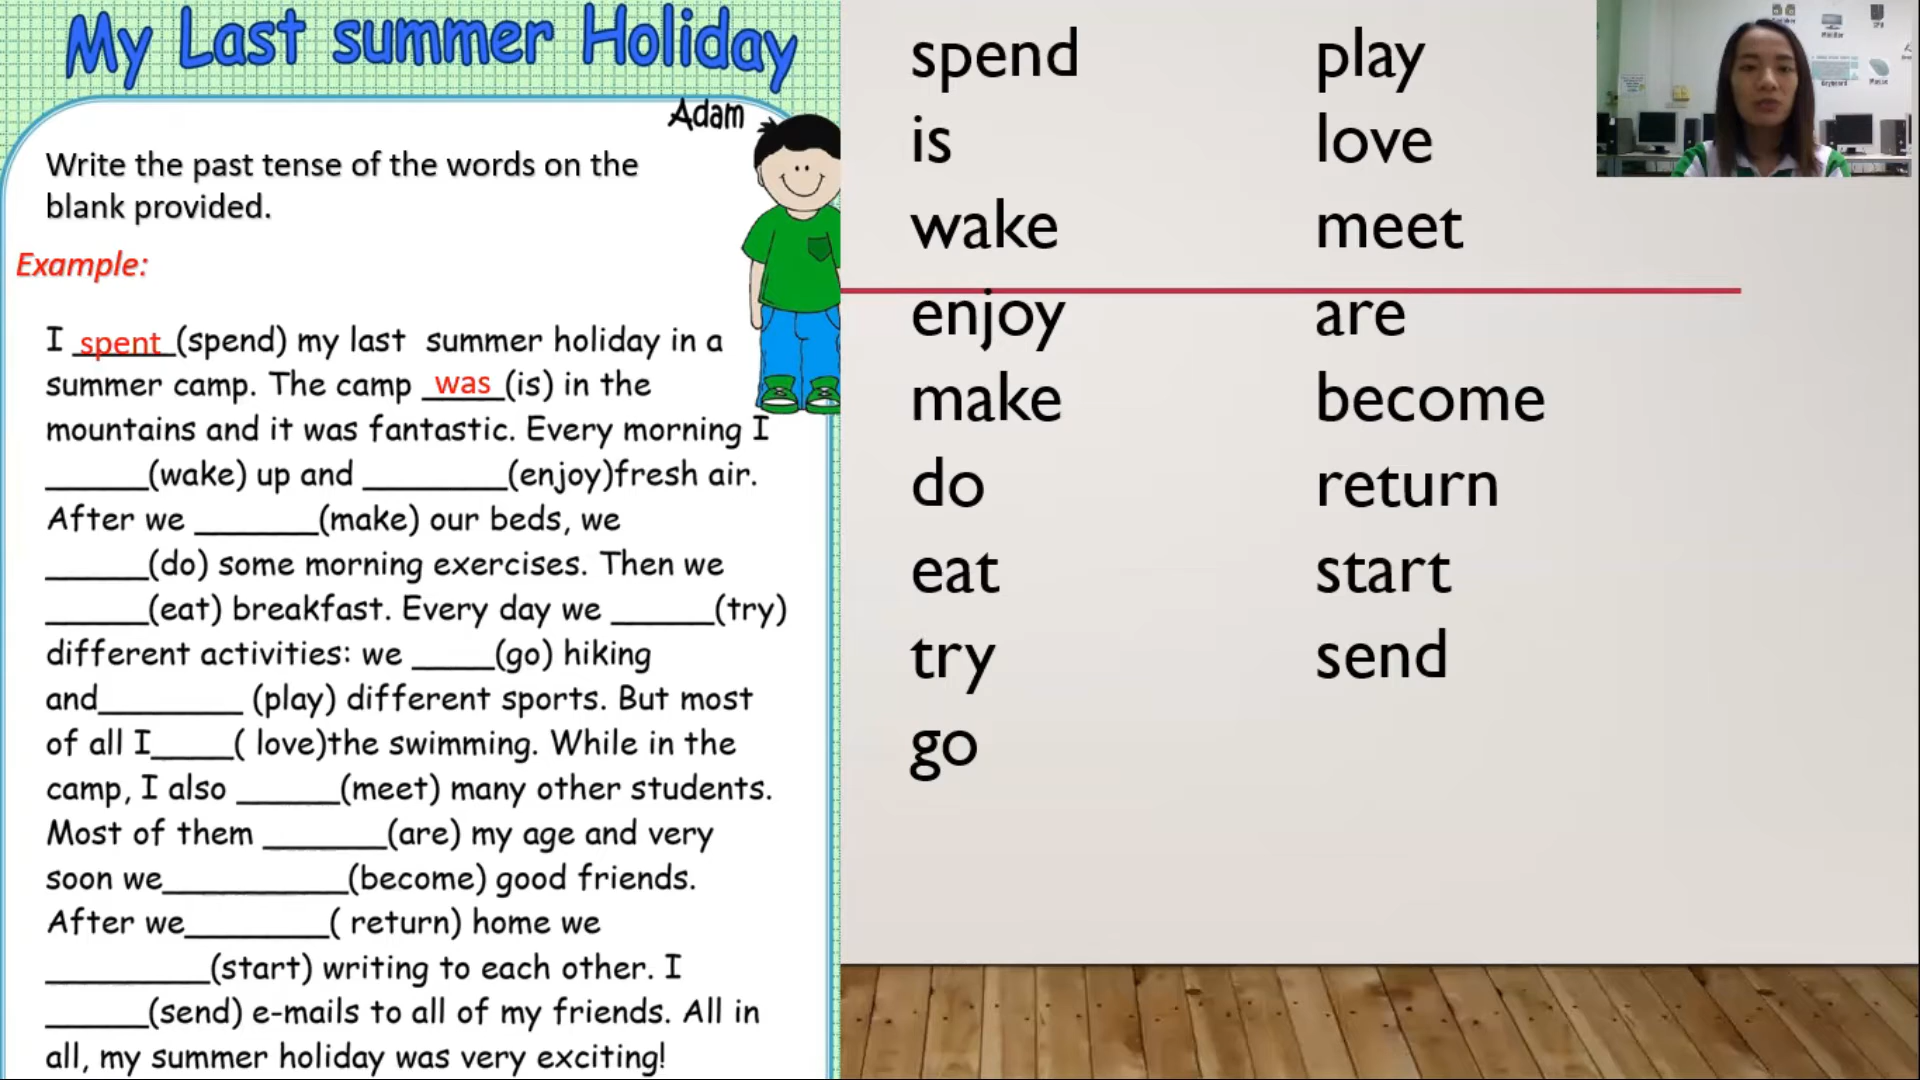 My Last summer Holiday
Adam
Write the past tense of the words on the
blank provided.
Example:
I ______(spend) my last summer holiday in a
spent
summer camp. The camp _____(is) in the
was
mountains and it was fantastic. Every morning I
______(wake) up and ________(enjoy)fresh air.
After we _______(make) our beds, we
______(do) some morning exercises. Then we
______(eat) breakfast. Every day we ______(try)
different activities: we _____(go) hiking
and________ (play) different sports. But most
of all I_____( love)the swimming. While in the
camp, I also ______(meet) many other students.
Most of them _______(are) my age and very
soon we__________(become) good friends.
After we________( return) home we
_________(start) writing to each other. I
______(send) e-mails to all of my friends. All in
all, my summer holiday was very exciting!
spend
is
wake
enjoy
make
do
eat
try
go
play
love
meet
are
become
return
start
send
Monitor
Keyboard
Mouse